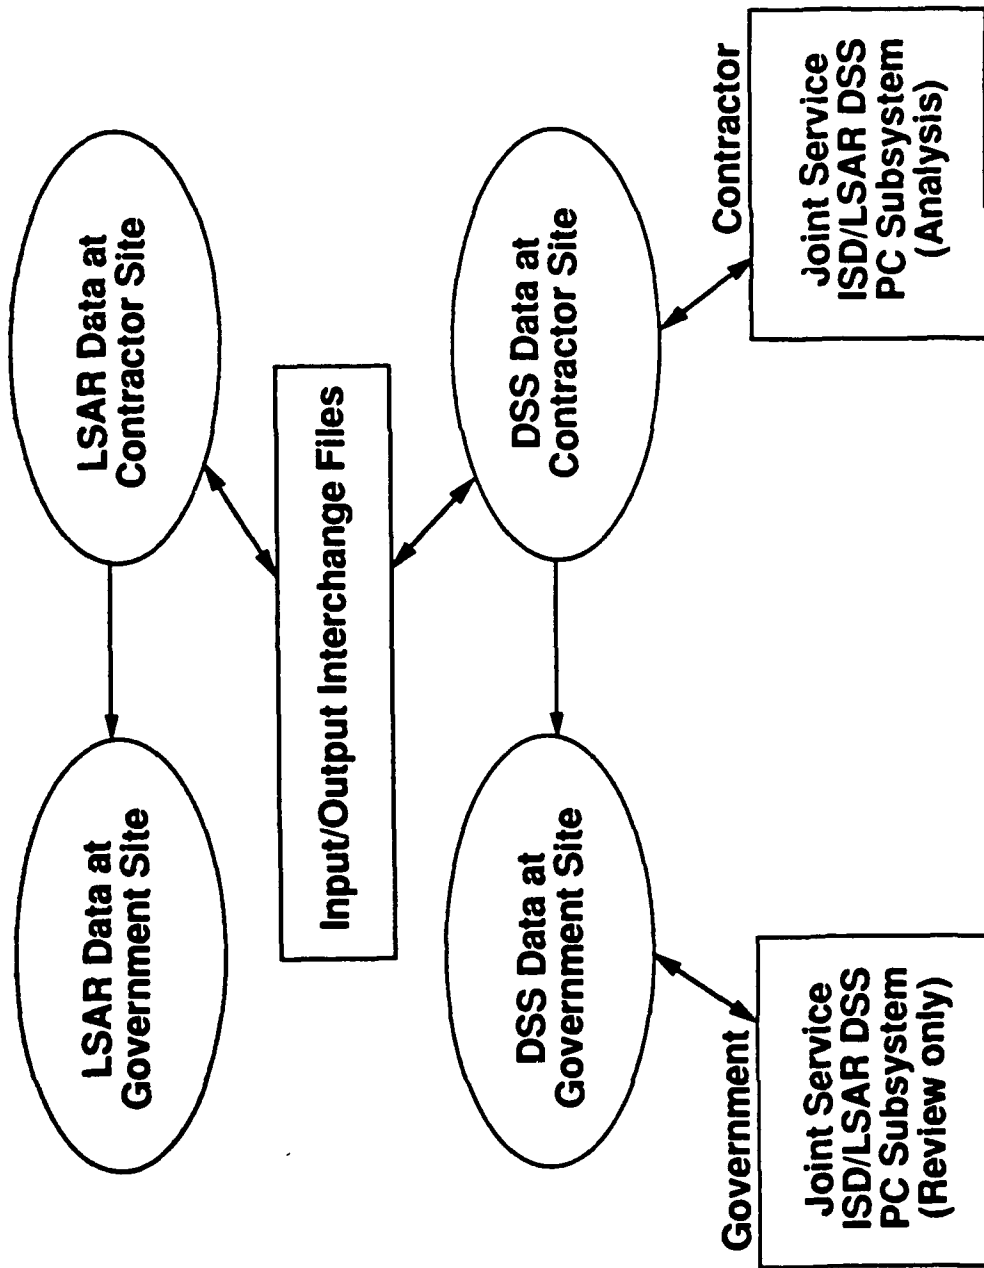 LSAR Data at
Government Site
LSAR Data at
Contractor Site
Input/Output Interchange Files
DSS Data at
Government Site
DSS Data at
Contractor Site
Government
Joint Service
ISD/LSAR DSS
PC Subsystem
(Review only)
Contractor
Joint Service
ISD/LSAR DSS
PC Subsystem
(Analysis)